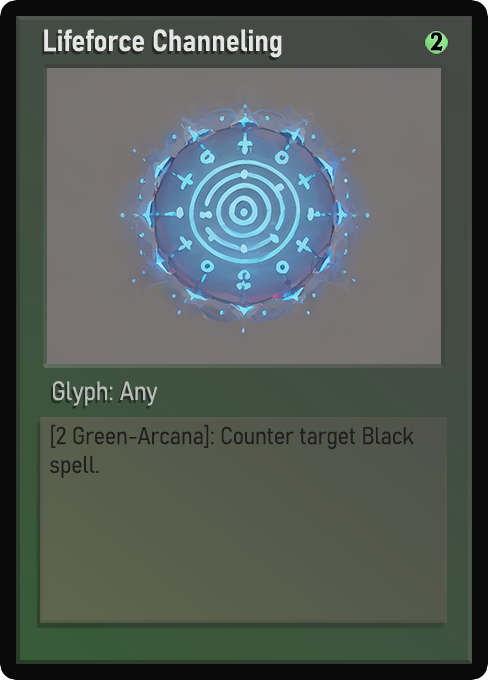 Lifeforce Channeling
2
Glyph: Any
[2 Green-Arcana]: Counter target Black
spell.